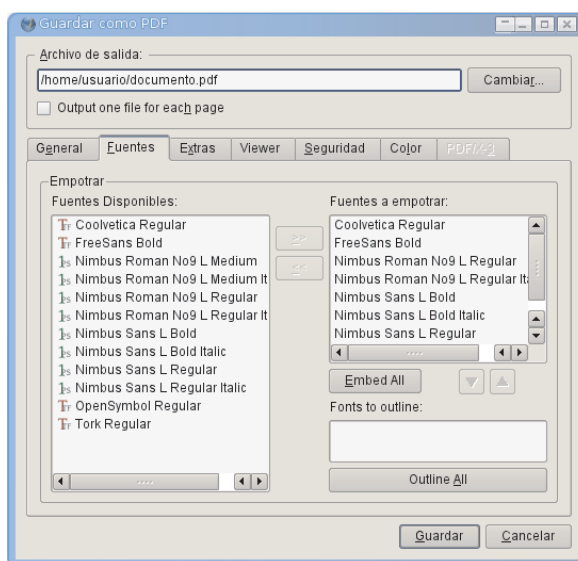 Guardar como PDF
Archivo de salida:
/home/usuario/documento.pdf
Cambiar...
Output one file for each page
General Fuentes Extras Viewer Seguridad Color PDF/X-3
Empotrar
Fuentes Disponibles:
Coolvetica Regular
FreeSans Bold
Nimbus Roman No9 L Medium
Nimbus Roman No9 L Medium It
Nimbus Roman No9 L Regular
Nimbus Roman No9 L Regular It
Nimbus Sans L Bold
Nimbus Sans L Bold Italic
Nimbus Sans L Regular
Nimbus Sans L Regular Italic
OpenSymbol Regular
Tork Regular
>>
<<
Fuentes a empotrar:
Coolvetica Regular
FreeSans Bold
Nimbus Roman No9 L Regular
Nimbus Roman No9 L Regular Ita
Nimbus Sans L Bold
Nimbus Sans L Bold Italic
Nimbus Sans L Regular
Embed All
Fonts to outline:
Outline All
Guardar Cancelar